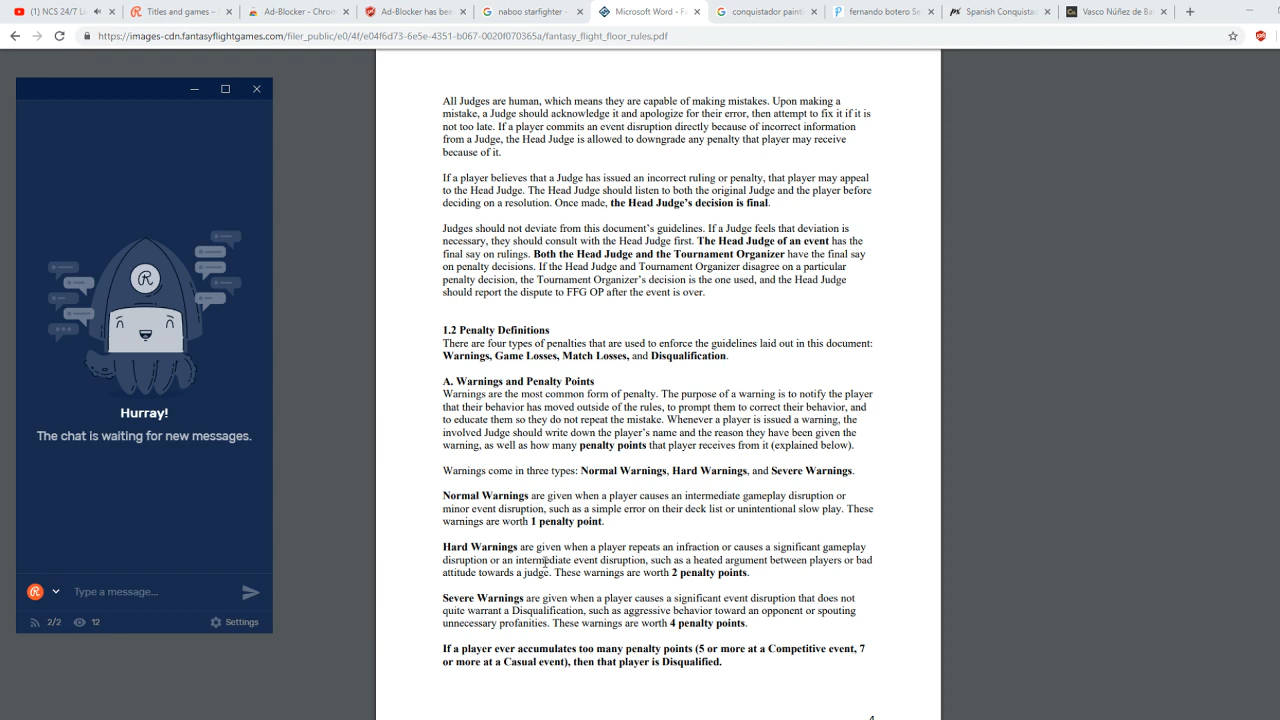 (1) NCS 24/7 Li
Titles and games –
Ad-Blocker - Chrom
Ad-Blocker has bee
naboo starfighter -
Microsoft Word - Fa
conquistador painti
fernando botero Se
Spanish Conquista
Vasco Núñez de Ba
https://images-cdn.fantasyflightgames.com/filer_public/e0/4f/e04f6d73-6e5e-4351-b067-0020f070365a/fantasy_flight_floor_rules.pdf
All Judges are human, which means they are capable of making mistakes. Upon making a
mistake, a Judge should acknowledge it and apologize for their error, then attempt to fix it if it is
not too late. If a player commits an event disruption directly because of incorrect information
from a Judge, the Head Judge is allowed to downgrade any penalty that player may receive
because of it.
If a player believes that a Judge has issued an incorrect ruling or penalty, that player may appeal
to the Head Judge. The Head Judge should listen to both the original Judge and the player before
deciding on a resolution. Once made, the Head Judge's decision is final.
Judges should not deviate from this document's guidelines. If a Judge feels that deviation is
necessary, they should consult with the Head Judge first. The Head Judge of an event has the
final say on rulings. Both the Head Judge and the Tournament Organizer have the final say
on penalty decisions. If the Head Judge and Tournament Organizer disagree on a particular
penalty decision, the Tournament Organizer's decision is the one used, and the Head Judge
should report the dispute to FFG OP after the event is over.
1.2 Penalty Definitions
There are four types of penalties that are used to enforce the guidelines laid out in this document:
Warnings, Game Losses, Match Losses, and Disqualification.
A. Warnings and Penalty Points
Warnings are the most common form of penalty. The purpose of a warning is to notify the player
that their behavior has moved outside of the rules, to prompt them to correct their behavior, and
to educate them so they do not repeat the mistake. Whenever a player is issued a warning, the
involved Judge should write down the player's name and the reason they have been given the
warning, as well as how many penalty points that player receives from it (explained below).
Warnings come in three types: Normal Warnings, Hard Warnings, and Severe Warnings.
Normal Warnings are given when a player causes an intermediate gameplay disruption or
minor event disruption, such as a simple error on their deck list or unintentional slow play. These
warnings are worth 1 penalty point.
Hard Warnings are given when a player repeats an infraction or causes a significant gameplay
disruption or an intermediate event disruption, such as a heated argument between players or bad
attitude towards a judge. These warnings are worth 2 penalty points.
Severe Warnings are given when a player causes a significant event disruption that does not
quite warrant a Disqualification, such as aggressive behavior toward an opponent or spouting
unnecessary profanities. These warnings are worth 4 penalty points.
If a player ever accumulates too many penalty points (5 or more at a Competitive event, 7
or more at a Casual event), then that player is Disqualified.
4
Hurray!
The chat is waiting for new messages.
Type a message...
2/2
12
Settings